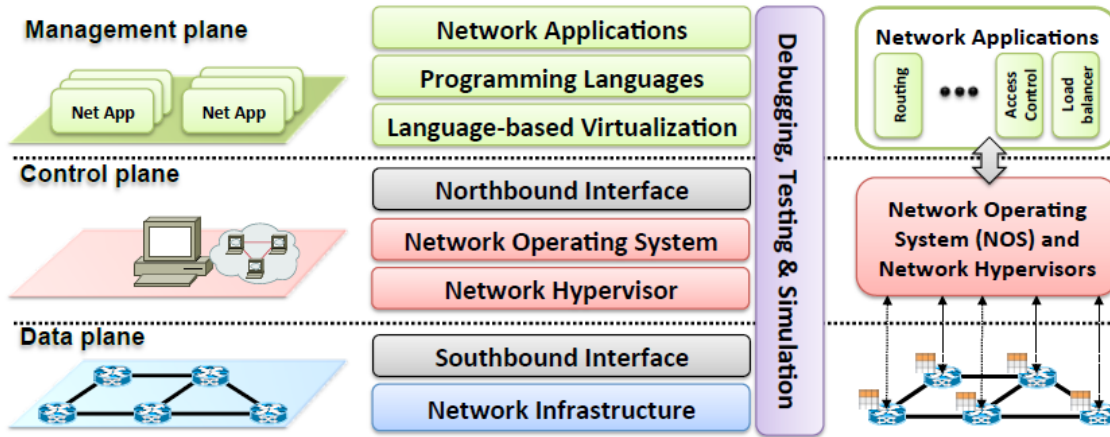 Management plane
Net App
Net App
Control plane
Data plane
Network Applications
Programming Languages
Language-based Virtualization
Northbound Interface
Network Operating System
Network Hypervisor
Southbound Interface
Network Infrastructure
Debugging, Testing & Simulation
Network Applications
Routing
Access
Control
Load
balancer
Network Operating
System (NOS) and
Network Hypervisors